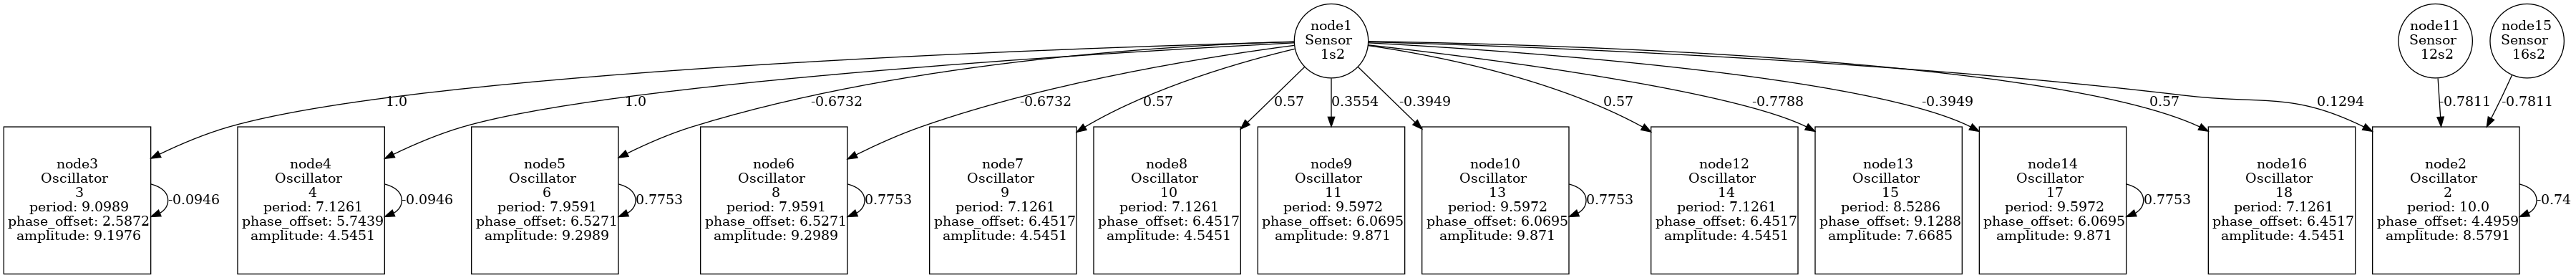 node1
Sensor
1s2
node11
Sensor
12s2
node15
Sensor
16s2
1.0
1.0
-0.6732
-0.6732
0.57
0.57
0.3554
-0.3949
0.57
-0.7788
-0.3949
0.57
0.1294
-0.7811
-0.7811
node3
Oscillator
3
period: 9.0989
phase_offset: 2.5872
amplitude: 9.1976
-0.0946
node4
Oscillator
4
period: 7.1261
phase_offset: 5.7439
amplitude: 4.5451
-0.0946
node5
Oscillator
6
period: 7.9591
phase_offset: 6.5271
amplitude: 9.2989
0.7753
node6
Oscillator
8
period: 7.9591
phase_offset: 6.5271
amplitude: 9.2989
0.7753
node7
Oscillator
9
period: 7.1261
phase_offset: 6.4517
amplitude: 4.5451
node8
Oscillator
10
period: 7.1261
phase_offset: 6.4517
amplitude: 4.5451
node9
Oscillator
11
period: 9.5972
phase_offset: 6.0695
amplitude: 9.871
node10
Oscillator
13
period: 9.5972
phase_offset: 6.0695
amplitude: 9.871
0.7753
node12
Oscillator
14
period: 7.1261
phase_offset: 6.4517
amplitude: 4.5451
node13
Oscillator
15
period: 8.5286
phase_offset: 9.1288
amplitude: 7.6685
node14
Oscillator
17
period: 9.5972
phase_offset: 6.0695
amplitude: 9.871
0.7753
node16
Oscillator
18
period: 7.1261
phase_offset: 6.4517
amplitude: 4.5451
node2
Oscillator
2
period: 10.0
phase_offset: 4.4959
amplitude: 8.5791
-0.74